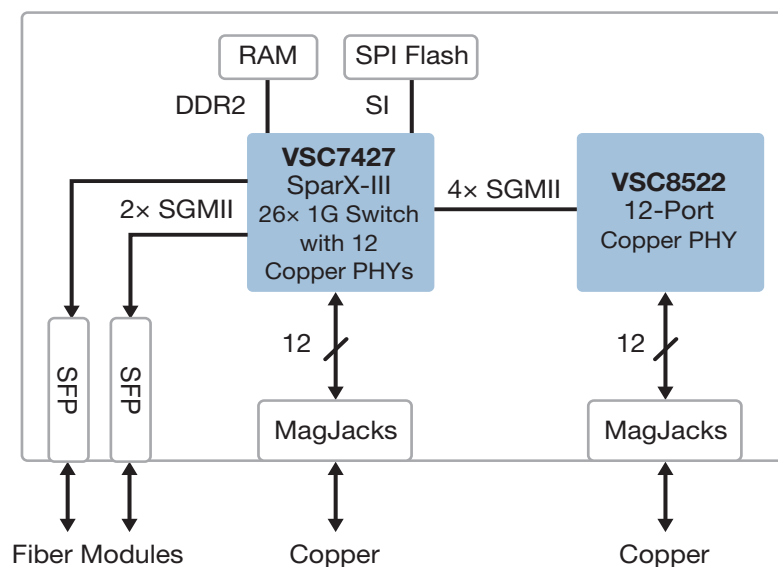 RAM
SPI Flash
DDR2
SI
VSC7427
SparX-III
26× 1G Switch
with 12
Copper PHYs
2× SGMII
4× SGMII
VSC8522
12-Port
Copper PHY
SFP
SFP
12
12
MagJacks
MagJacks
Fiber Modules
Copper
Copper